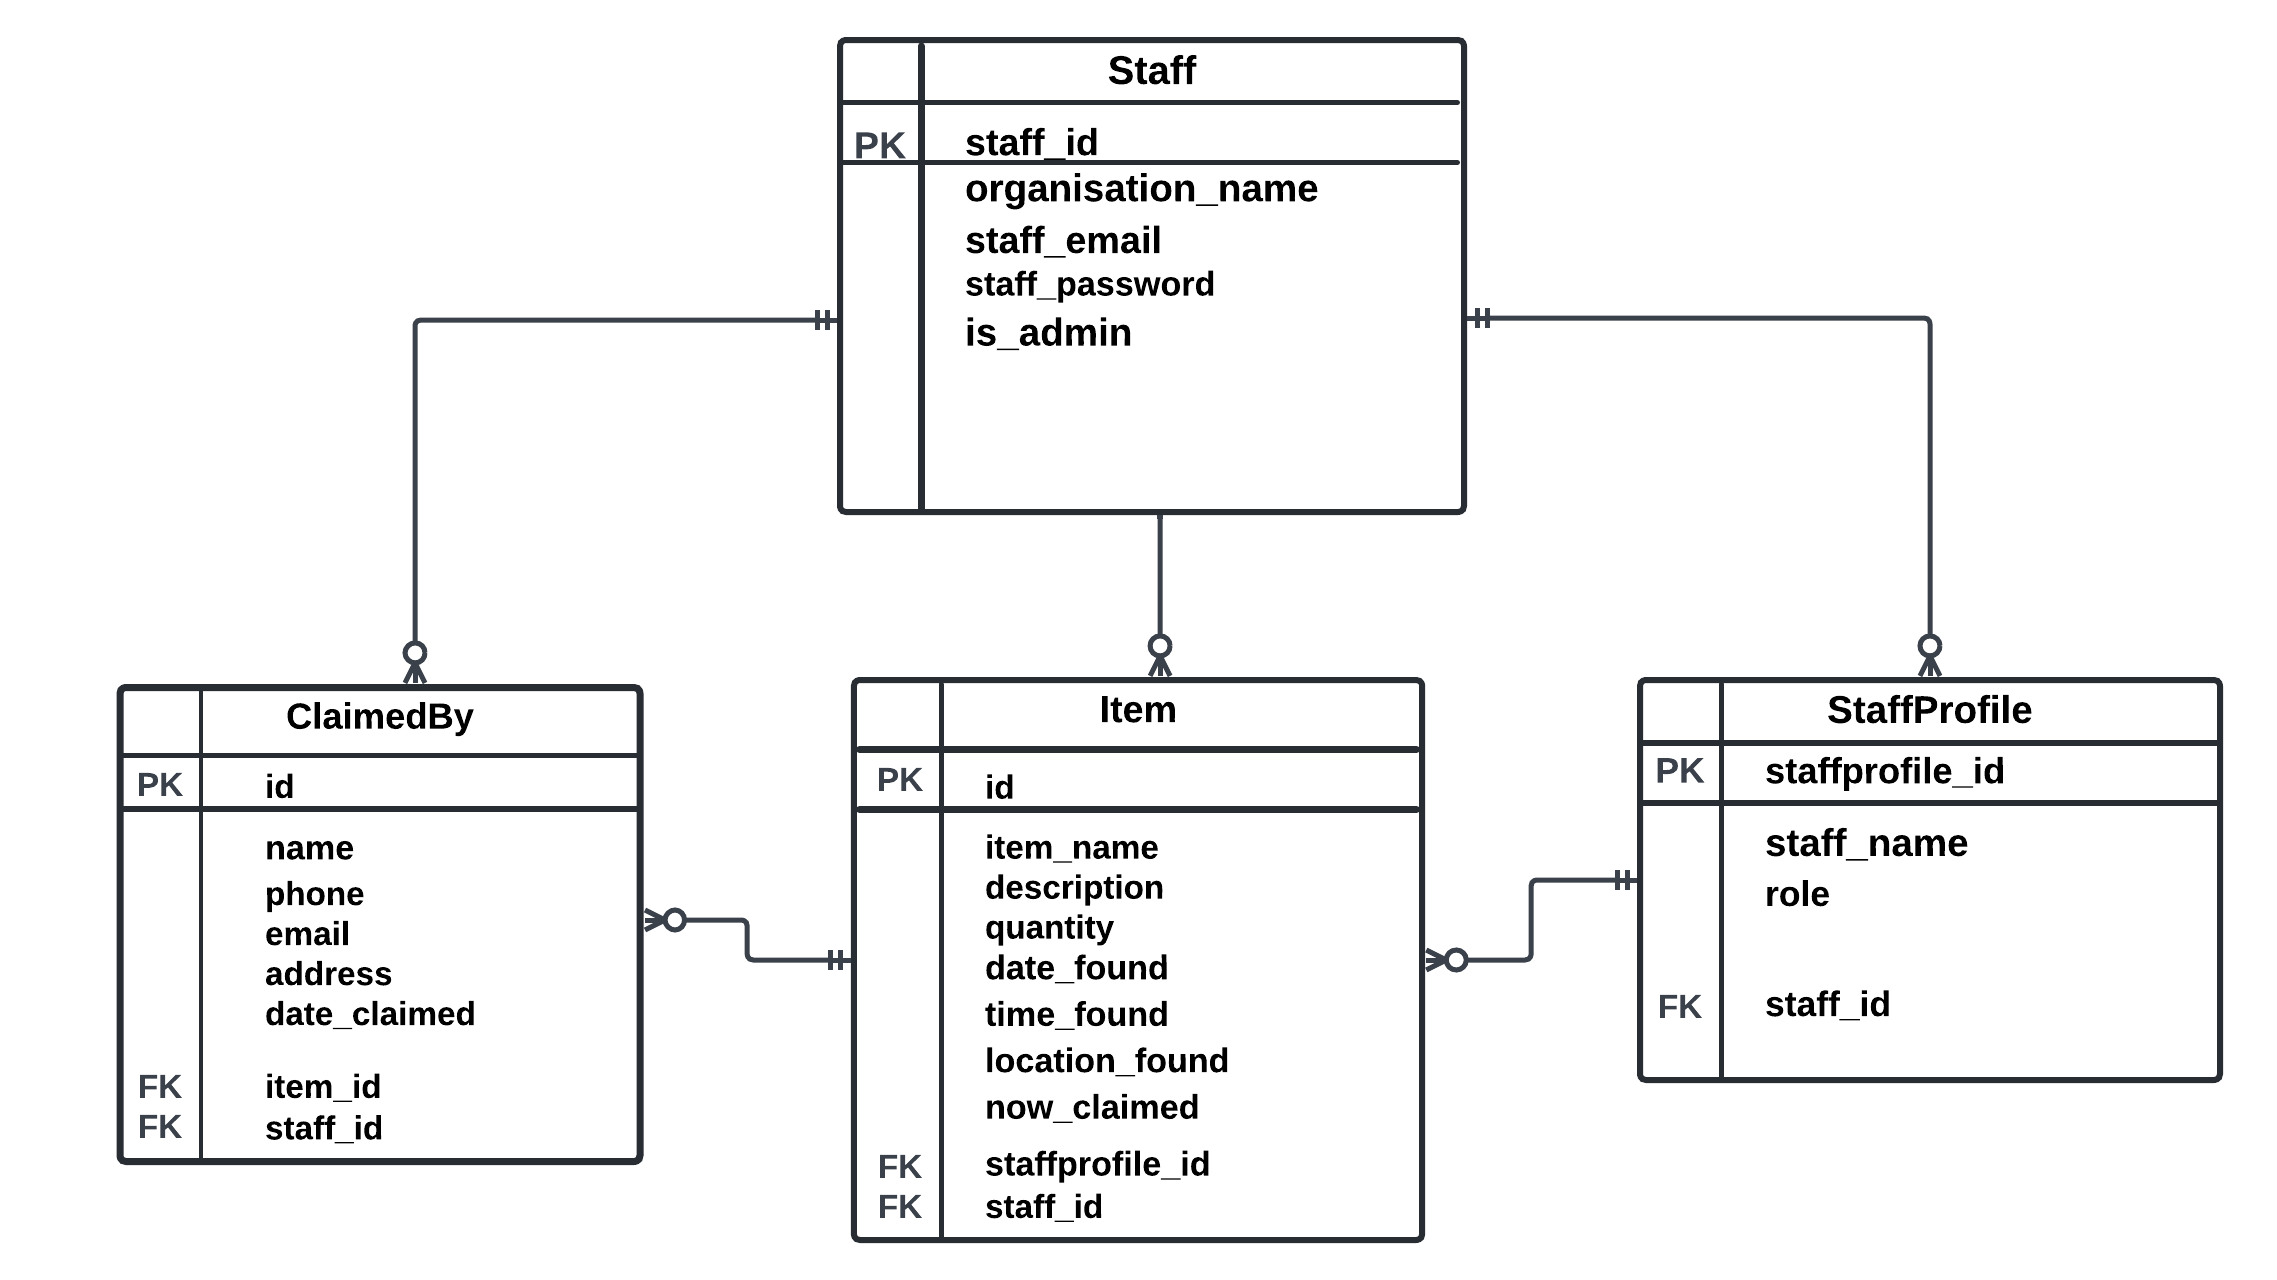 Staff
PK staff_id
organisation_name
staff_email
staff_password
is_admin
ClaimedBy
PK id
name
phone
email
address
date_claimed
FK item_id
FK staff_id
Item
PK id
item_name
description
quantity
date_found
time_found
location_found
now_claimed
FK staffprofile_id
FK staff_id
StaffProfile
PK staffprofile_id
staff_name
role
FK staff_id